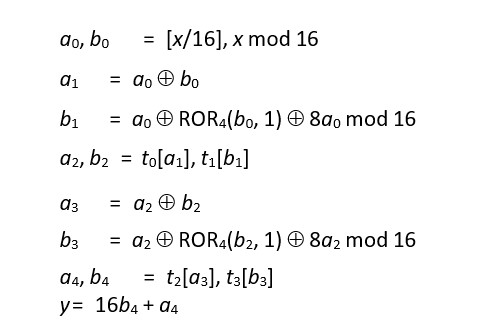 a₀, b₀ = [x/16], x mod 16
a₁ = a₀ ⊕ b₀
b₁ = a₀ ⊕ ROR₄(b₀, 1) ⊕ 8a₀ mod 16
a₂, b₂ = t₀[a₁], t₁[b₁]
a₃ = a₂ ⊕ b₂
b₃ = a₂ ⊕ ROR₄(b₂, 1) ⊕ 8a₂ mod 16
a₄, b₄ = t₂[a₃], t₃[b₃]
y = 16b₄ + a₄